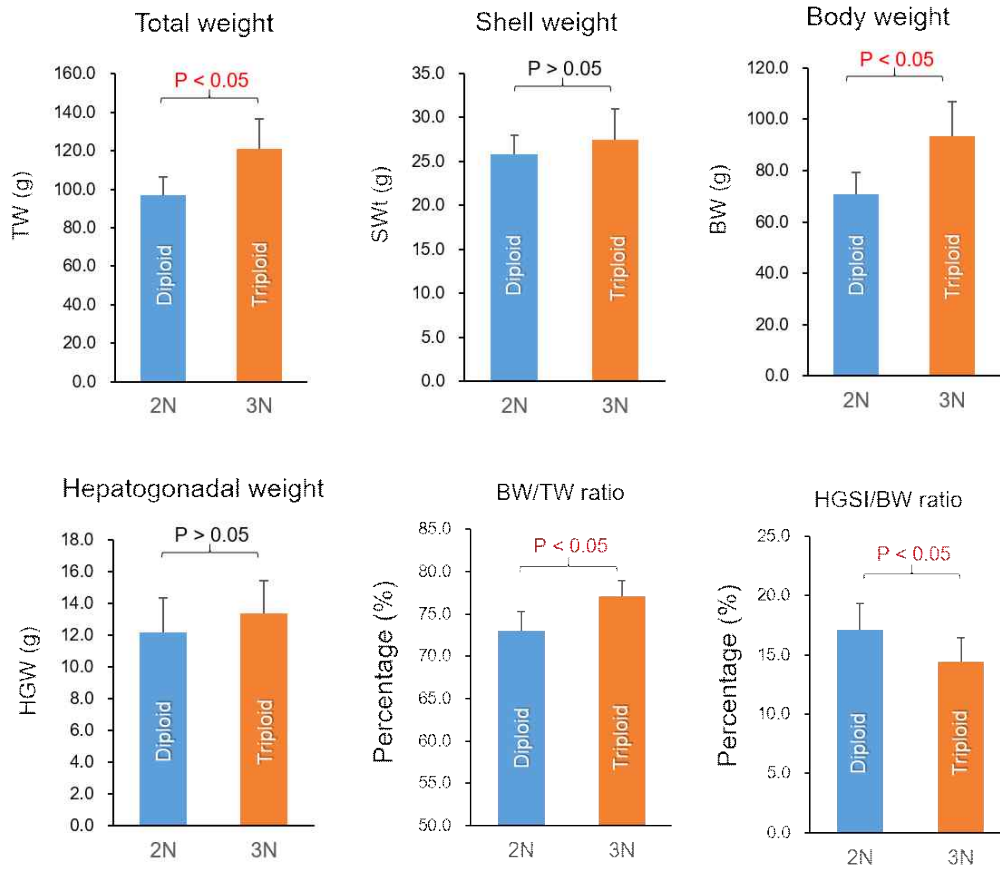 Total weight
P < 0.05
TW (g)
160.0
140.0
120.0
100.0
80.0
60.0
40.0
20.0
0.0
Diploid
Triploid
2N
3N
Shell weight
P > 0.05
SWt (g)
35.0
30.0
25.0
20.0
15.0
10.0
5.0
0.0
Diploid
Triploid
2N
3N
Body weight
P < 0.05
BW (g)
120.0
100.0
80.0
60.0
40.0
20.0
0.0
Diploid
Triploid
2N
3N
Hepatogonadal weight
P > 0.05
HGW (g)
18.0
16.0
14.0
12.0
10.0
8.0
6.0
4.0
2.0
0.0
Diploid
Triploid
2N
3N
BW/TW ratio
P < 0.05
Percentage (%)
85.0
80.0
75.0
70.0
65.0
60.0
55.0
50.0
Diploid
Triploid
2N
3N
HGSI/BW ratio
P < 0.05
Percentage (%)
25.0
20.0
15.0
10.0
5.0
0.0
Diploid
Triploid
2N
3N